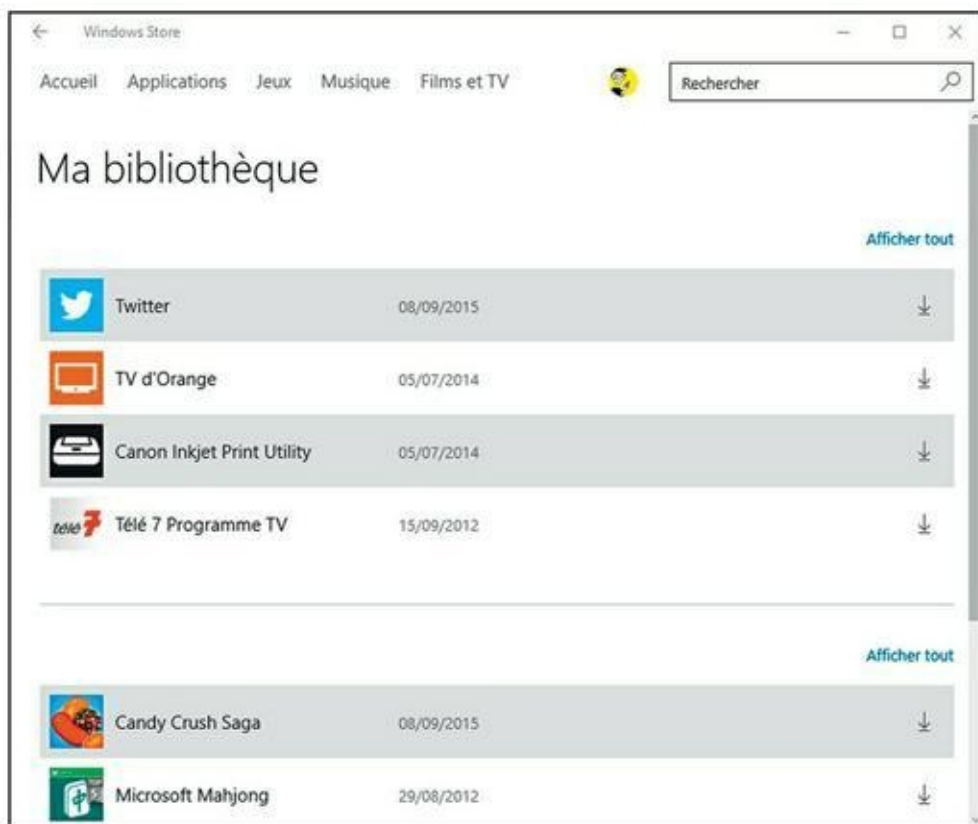 Windows Store
Accueil Applications Jeux Musique Films et TV Rechercher
Ma bibliothèque
Afficher tout
Twitter 08/09/2015
TV d'Orange 05/07/2014
Canon Inkjet Print Utility 05/07/2014
télé 7 Télé 7 Programme TV 15/09/2012
Afficher tout
Candy Crush Saga 08/09/2015
Microsoft Mahjong 29/08/2012